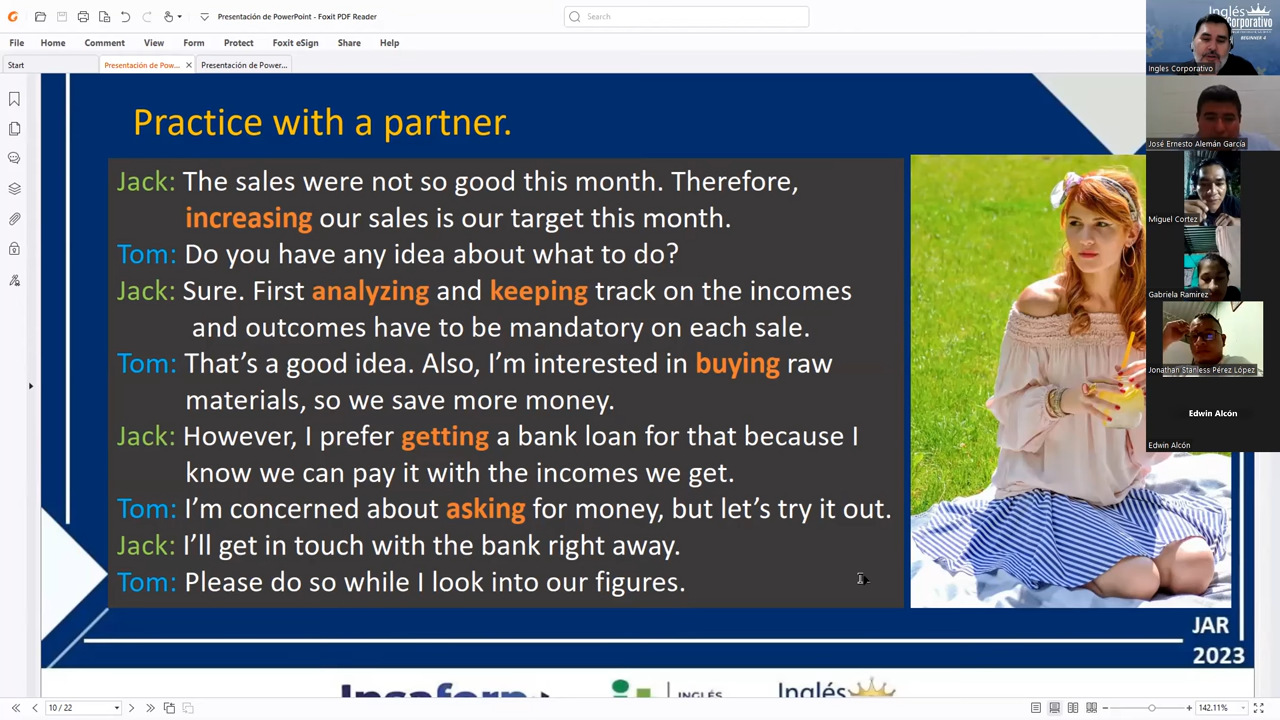 Presentación de PowerPoint - Foxit PDF Reader
Search
File Home Comment View Form Protect Foxit eSign Share Help
Start
Presentación de Pow...
Presentación de Power...
Practice with a partner.
Jack: The sales were not so good this month. Therefore,
increasing our sales is our target this month.
Tom: Do you have any idea about what to do?
Jack: Sure. First analyzing and keeping track on the incomes
and outcomes have to be mandatory on each sale.
Tom: That's a good idea. Also, I'm interested in buying raw
materials, so we save more money.
Jack: However, I prefer getting a bank loan for that because I
know we can pay it with the incomes we get.
Tom: I'm concerned about asking for money, but let's try it out.
Jack: I'll get in touch with the bank right away.
Tom: Please do so while I look into our figures.
JAR
2023
Insaforp
INGLÉS
Inglés
Inglés
Corporativo
BEGINNER 4
Ingles Corporativo
José Ernesto Alemán García
Miguel Cortez
Gabriela Ramirez
Jonathan Stanless Pérez López
Edwin Alcón
Edwin Alcón
10 / 22
142.11%